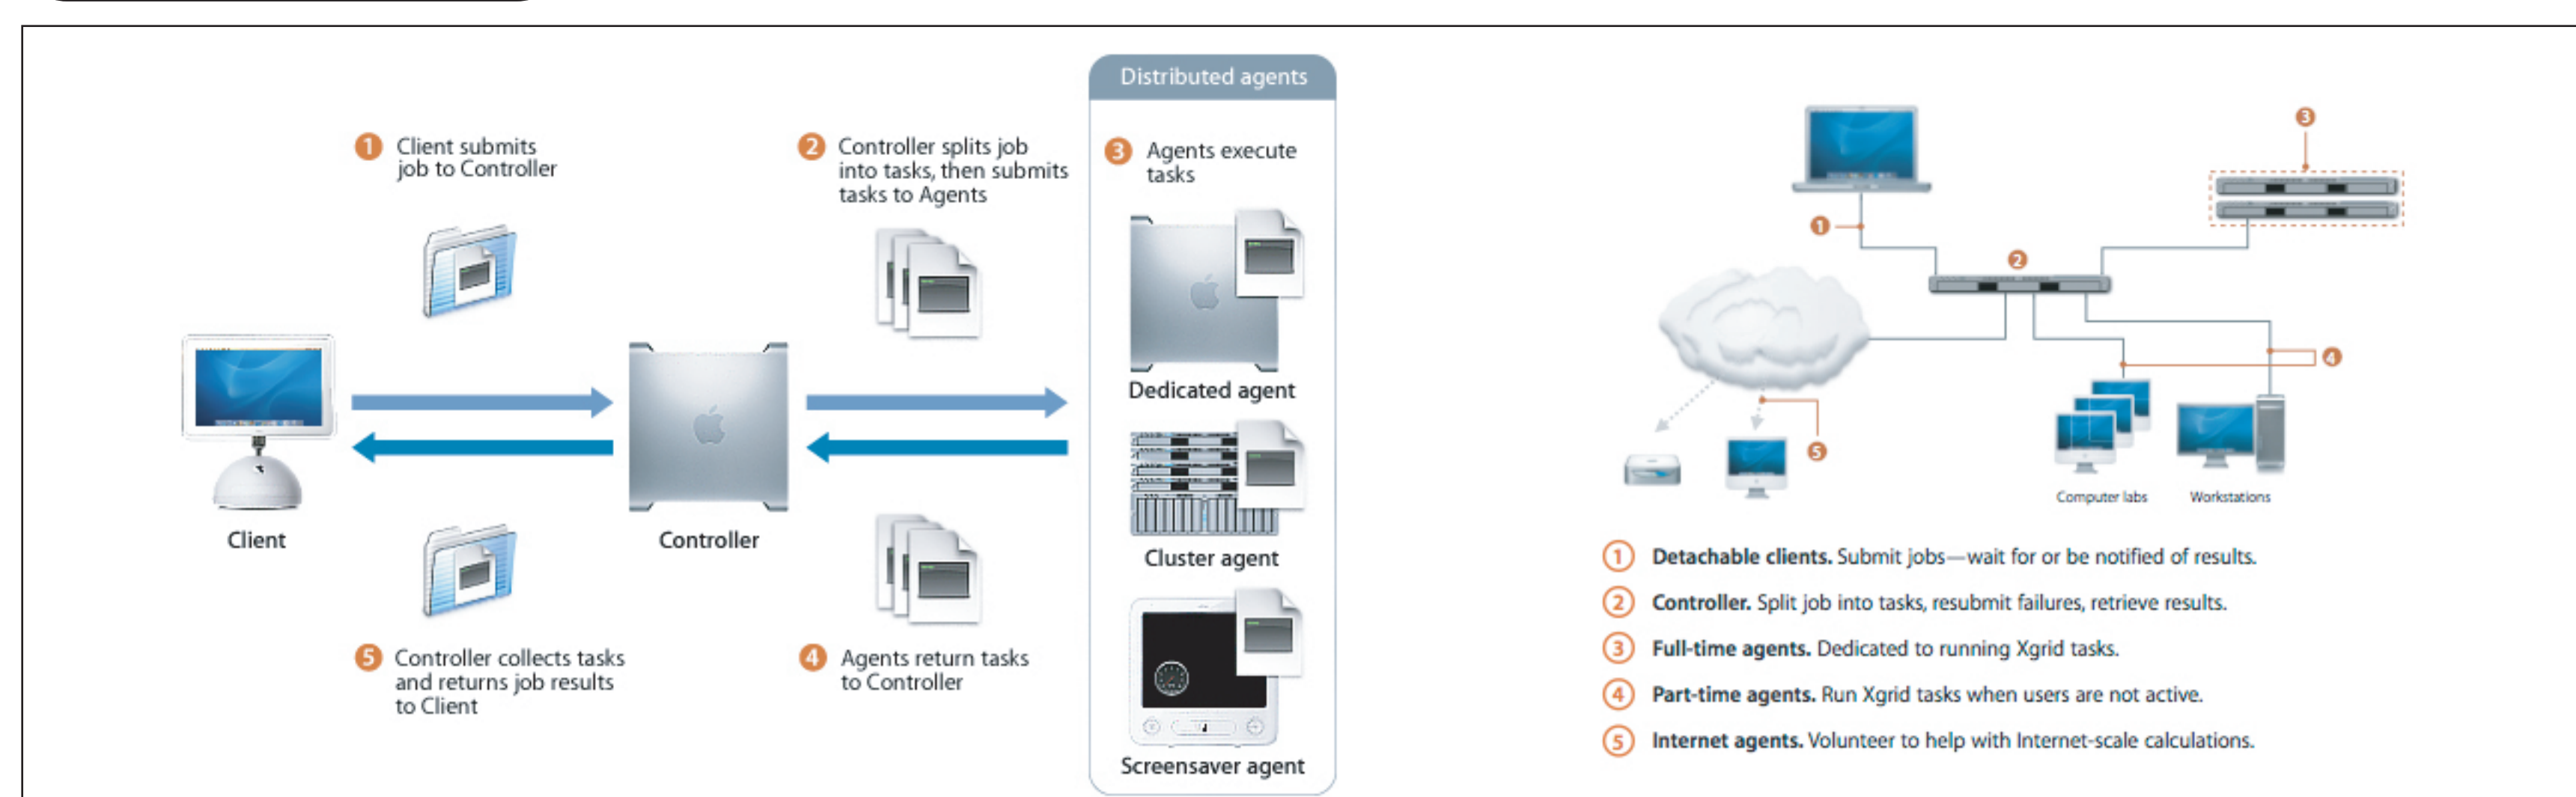 Distributed agents
1 Client submits
job to Controller
2 Controller splits job
into tasks, then submits
tasks to Agents
3 Agents execute
tasks
Dedicated agent
Cluster agent
Screensaver agent
Client
Controller
5 Controller collects tasks
and returns job results
to Client
4 Agents return tasks
to Controller
3
1
2
4
5
Computer labs
Workstations
1 Detachable clients. Submit jobs—wait for or be notified of results.
2 Controller. Split job into tasks, resubmit failures, retrieve results.
3 Full-time agents. Dedicated to running Xgrid tasks.
4 Part-time agents. Run Xgrid tasks when users are not active.
5 Internet agents. Volunteer to help with Internet-scale calculations.